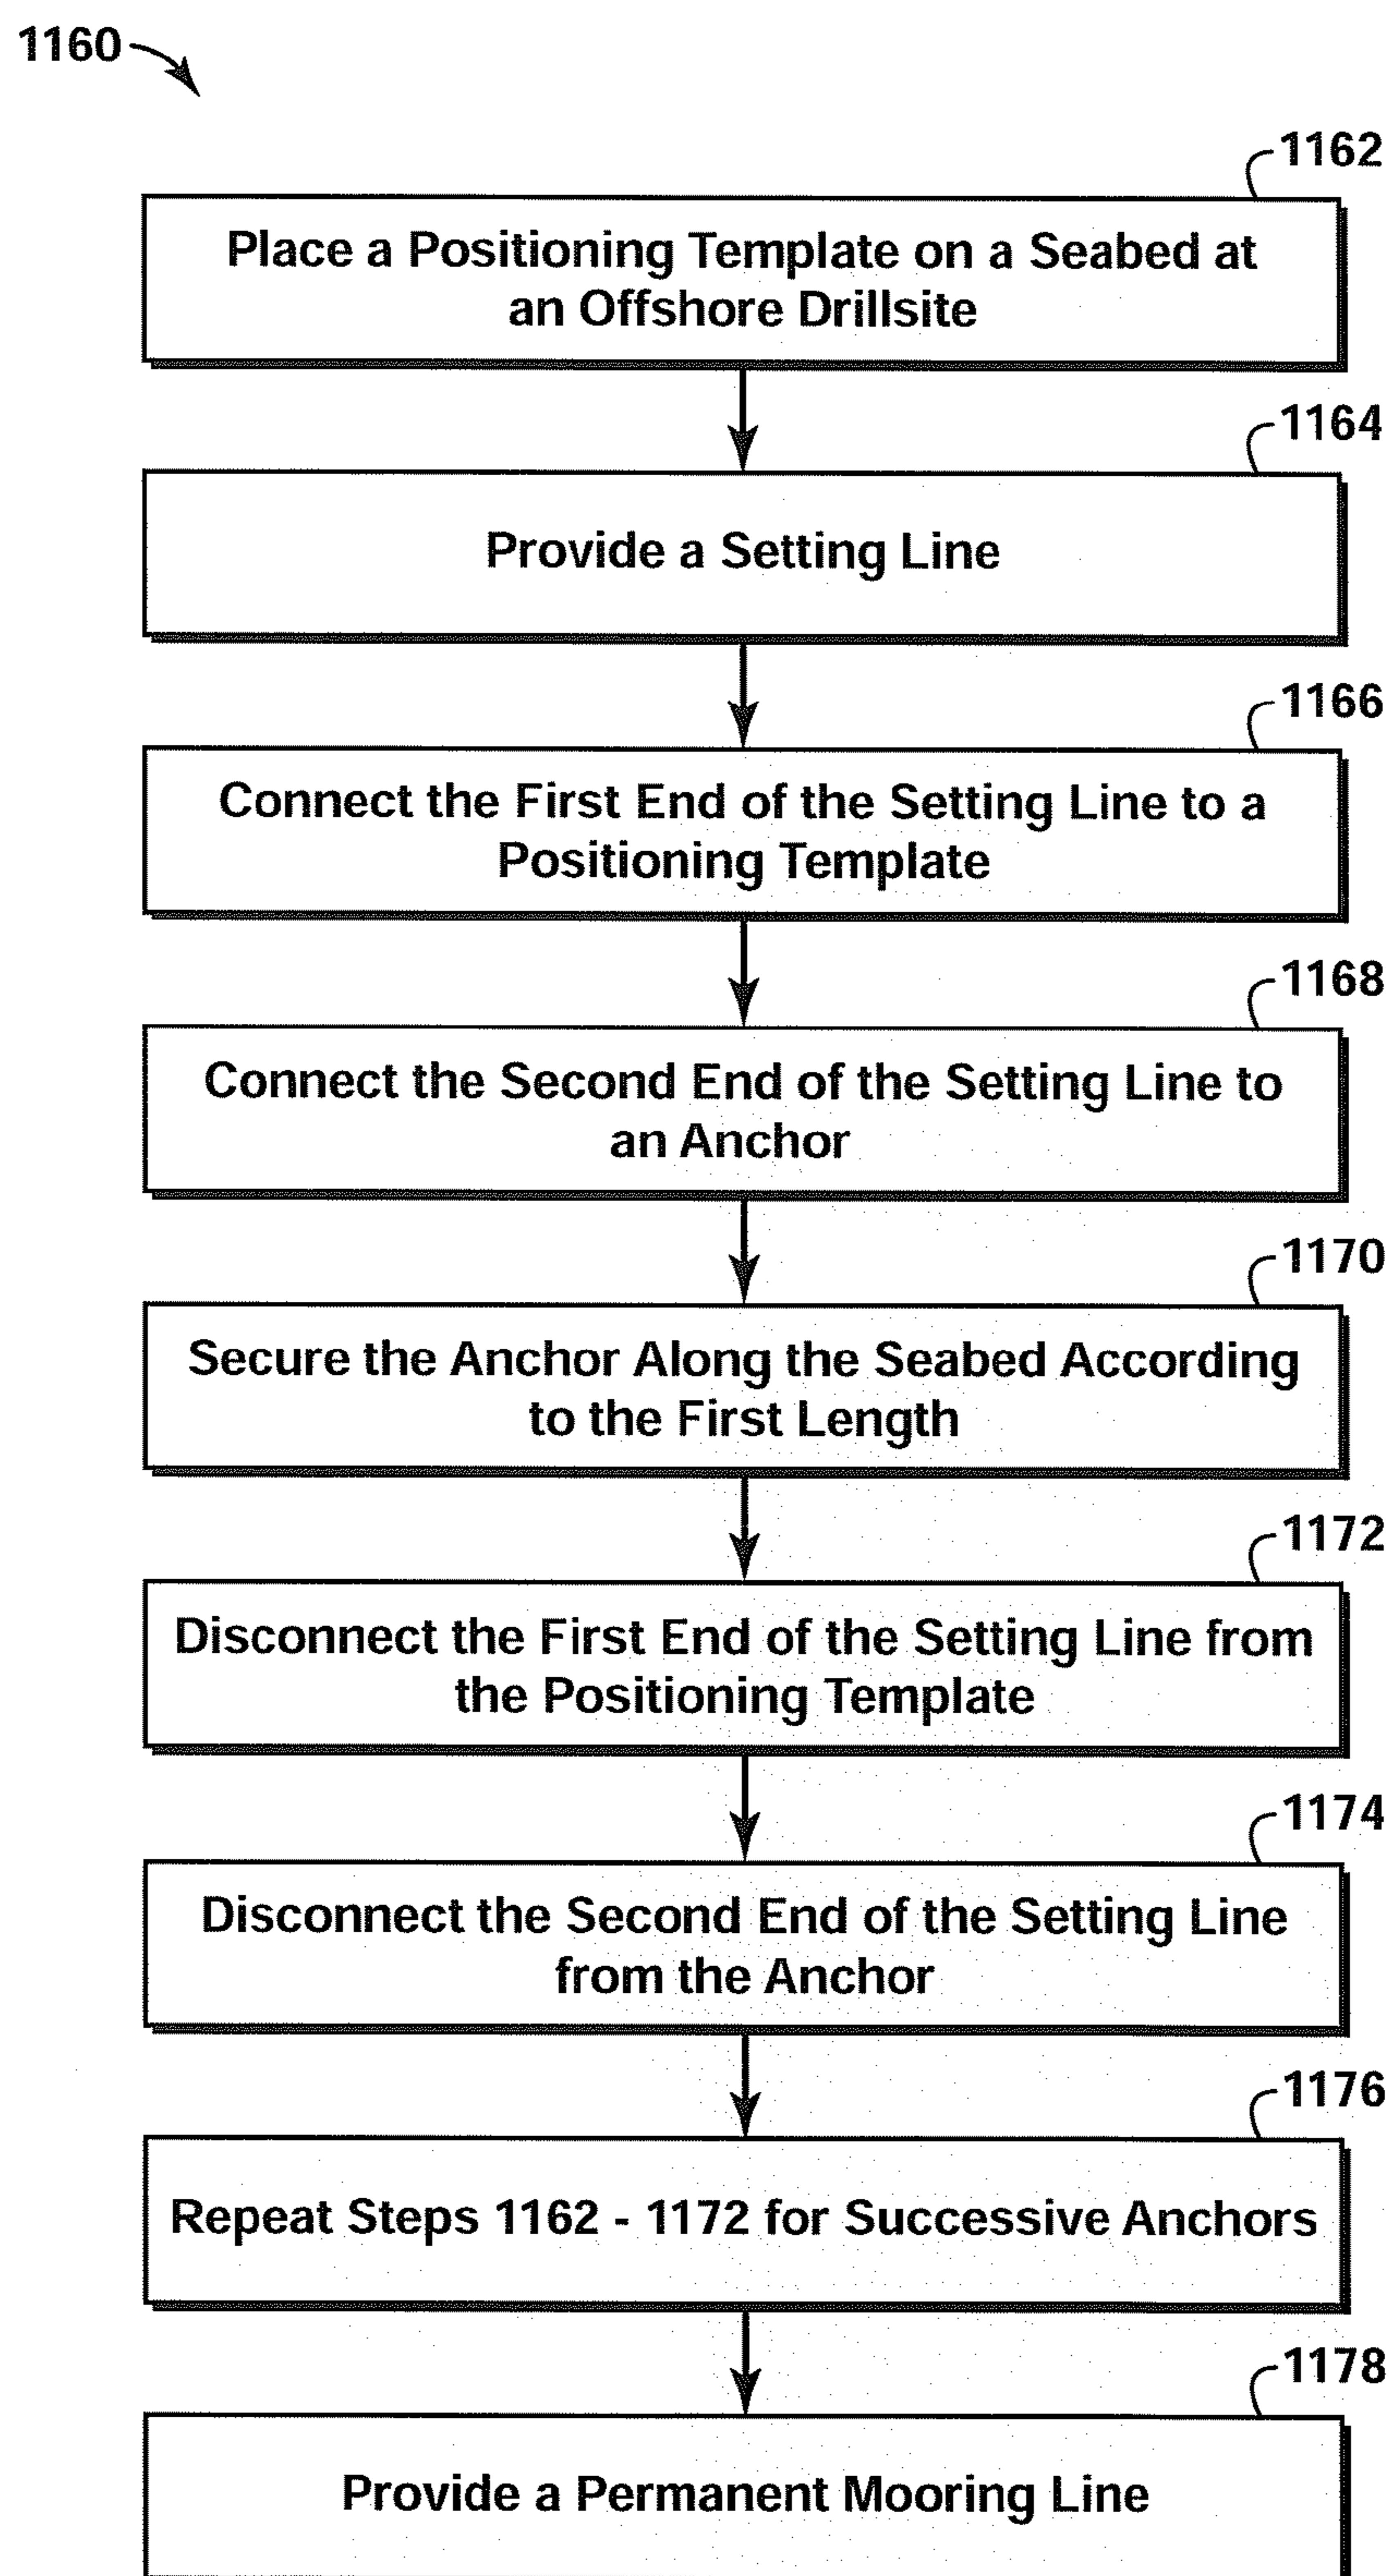 1160
1162
Place a Positioning Template on a Seabed at
an Offshore Drillsite
1164
Provide a Setting Line
1166
Connect the First End of the Setting Line to a
Positioning Template
1168
Connect the Second End of the Setting Line to
an Anchor
1170
Secure the Anchor Along the Seabed According
to the First Length
1172
Disconnect the First End of the Setting Line from
the Positioning Template
1174
Disconnect the Second End of the Setting Line
from the Anchor
1176
Repeat Steps 1162 - 1172 for Successive Anchors
1178
Provide a Permanent Mooring Line